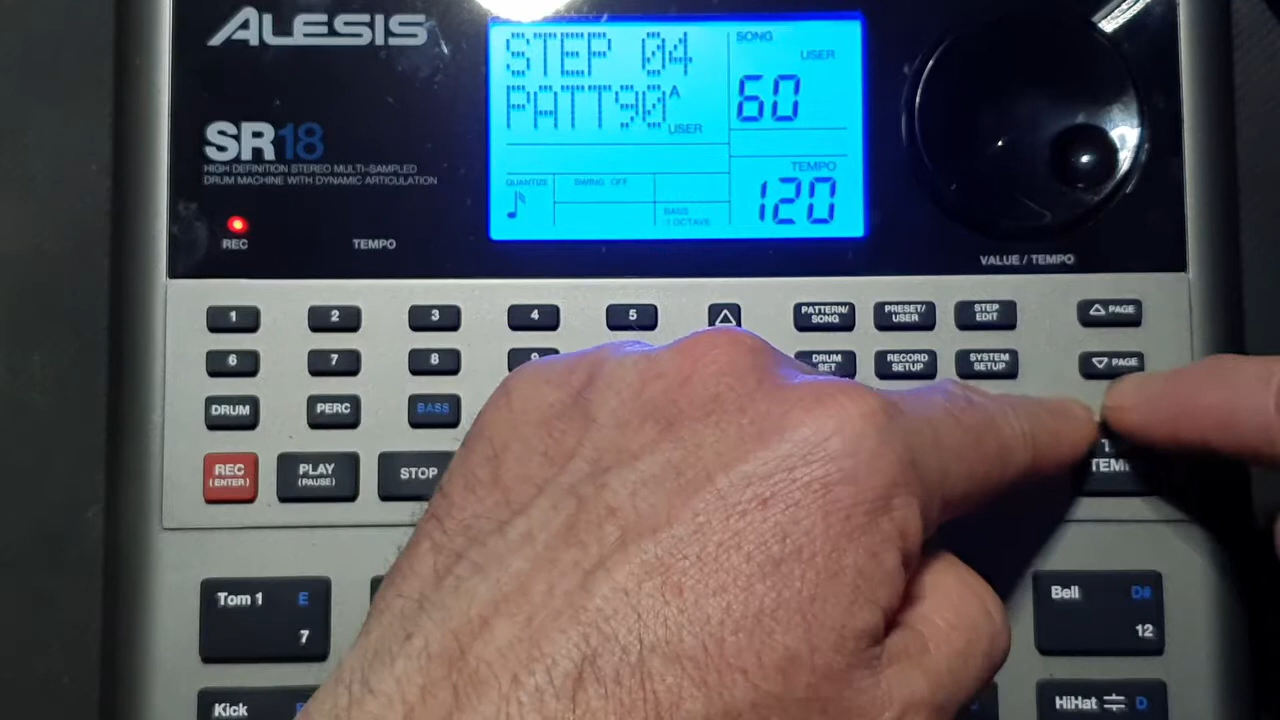 ALESIS
STEP 04
PATT90 A
USER
SONG
USER
60
SR18
HIGH DEFINITION STEREO MULTI-SAMPLED
DRUM MACHINE WITH DYNAMIC ARTICULATION
QUANTIZE
SWING OFF
BASS
-1 OCTAVE
TEMPO
120
REC
TEMPO
VALUE / TEMPO
1
2
3
4
5
PATTERN/
SONG
PRESET/
USER
STEP
EDIT
PAGE
6
7
8
DRUM
SET
RECORD
SETUP
SYSTEM
SETUP
PAGE
DRUM
PERC
BASS
REC
(ENTER)
PLAY
(PAUSE)
STOP
Tom 1 E
7
Bell D#
12
Kick
HiHat D